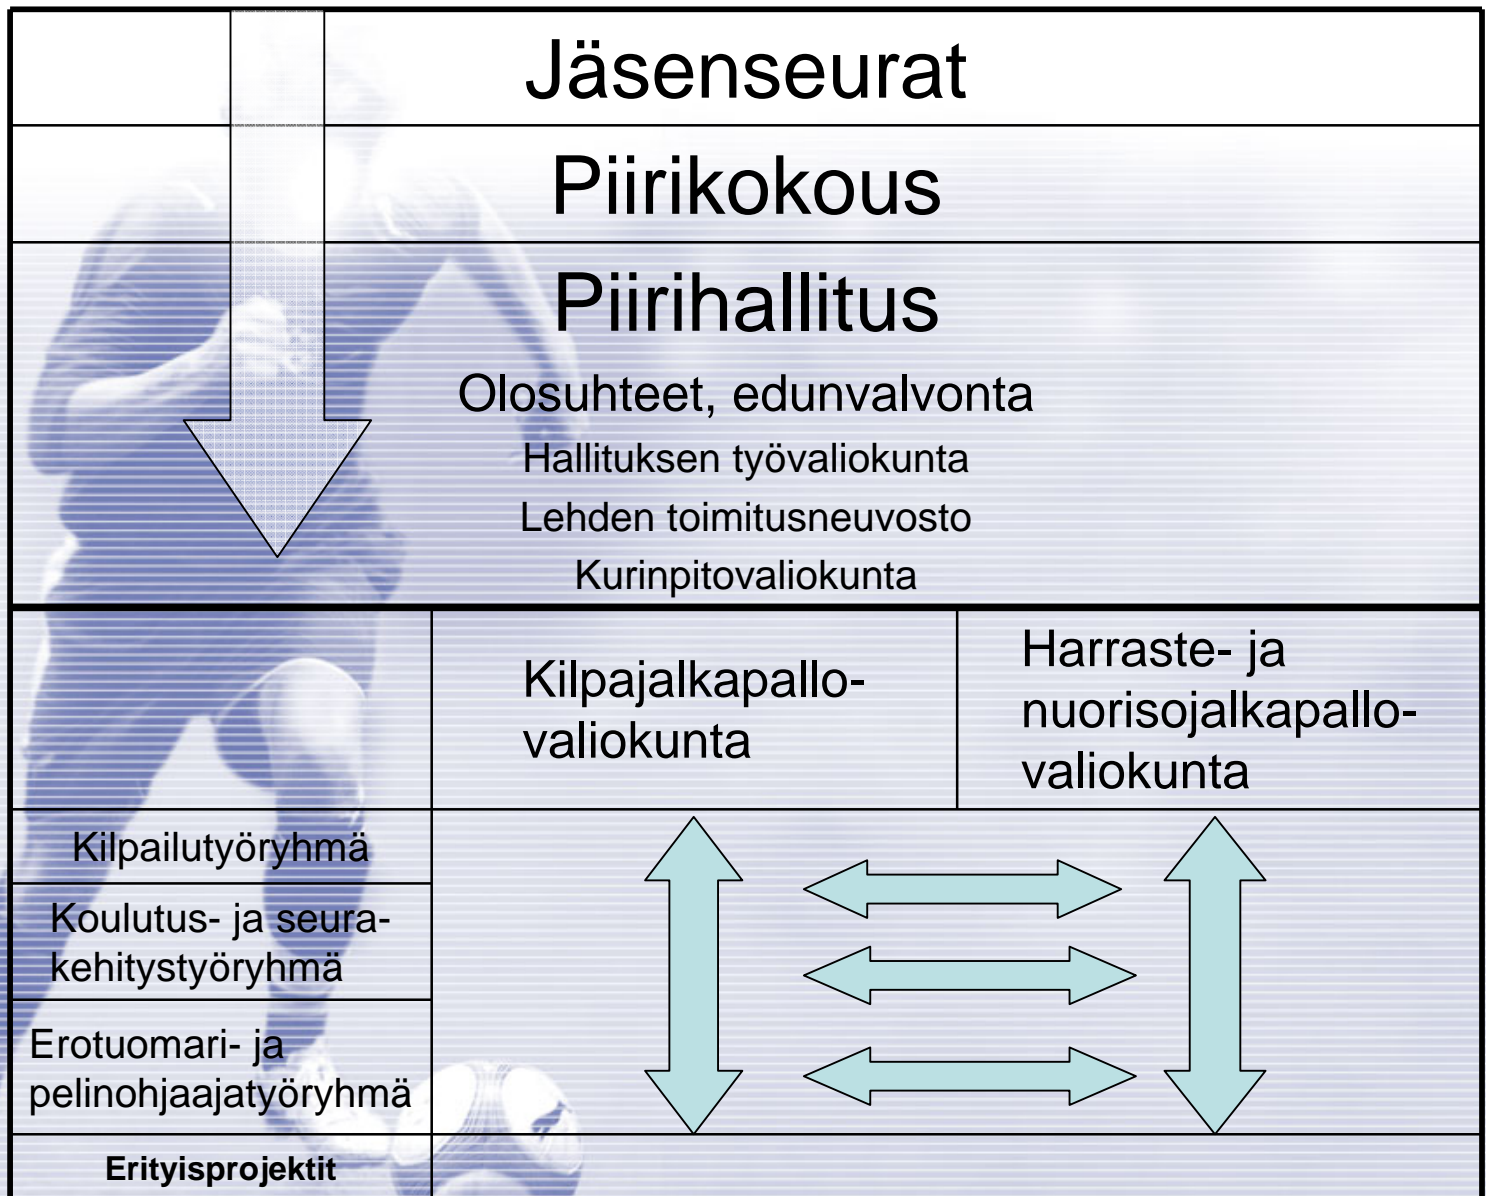 Jäsenseurat
Piirikokous
Piirihallitus
Olosuhteet, edunvalvonta
Hallituksen työvaliokunta
Lehden toimitusneuvosto
Kurinpitovaliokunta
Kilpajalkapallo-
valiokunta
Harraste- ja
nuorisojalkapallo-
valiokunta
Kilpailutyöryhmä
Koulutus- ja seura-
kehitystyöryhmä
Erotuomari- ja
pelinohjaajatyöryhmä
Erityisprojektit